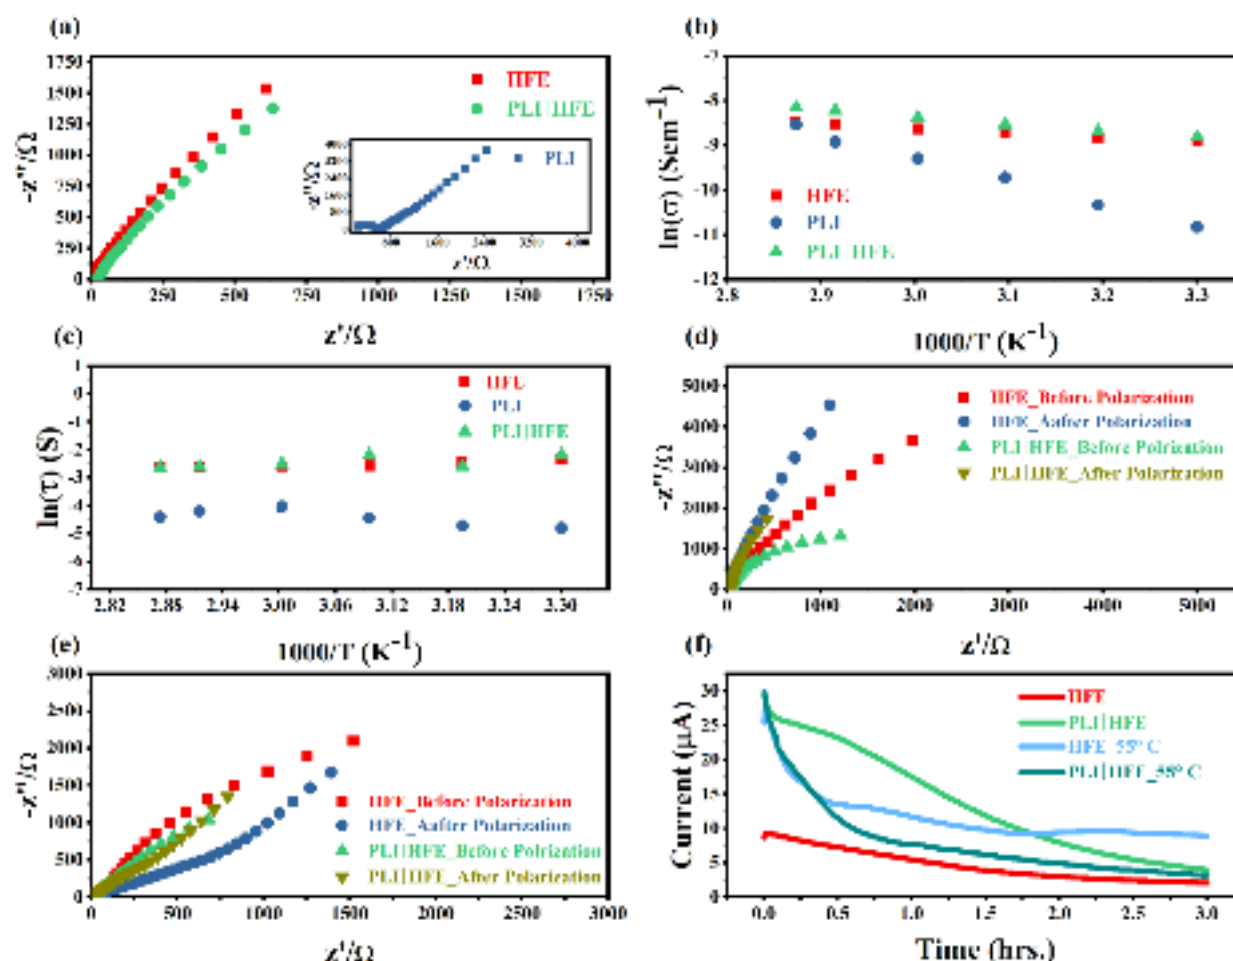 (a)
-Z''/Ω
1750
1500
1250
1000
750
500
250
0
0 250 500 750 1000 1250 1500 1750
Z'/Ω
HFE
PLI|HFE
PLI
-Z''/Ω
Z'/Ω
(b)
ln(σ) (Scm⁻¹)
-7
-8
-9
-10
-11
-12
2.8 2.9 3.0 3.1 3.2 3.3
1000/T (K⁻¹)
HFE
PLI
PLI|HFE
(c)
ln(τ) (S)
1
0
-1
-2
-3
-4
-5
-6
-7
2.82 2.88 2.94 3.00 3.06 3.12 3.18 3.24 3.30
1000/T (K⁻¹)
HFE
PLI
PLI|HFE
(d)
-Z''/Ω
5000
4000
3000
2000
1000
0
0 1000 2000 3000 4000 5000
Z'/Ω
HFE_Before Polarization
HFE_Aafter Polarization
PLI|HFE_Before Polrization
PLI|HFE_After Polarization
(e)
-Z''/Ω
3000
2500
2000
1500
1000
500
0
0 500 1000 1500 2000 2500 3000
Z'/Ω
HFE_Before Polarization
HFE_Aafter Polarization
PLI|HFE_Before Polrization
PLI|HFE_After Polarization
(f)
Current (μA)
30
25
20
15
10
5
0
0.0 0.5 1.0 1.5 2.0 2.5 3.0
Time (hrs.)
HFE
PLI|HFE
HFE_55° C
PLI|HFE_55° C